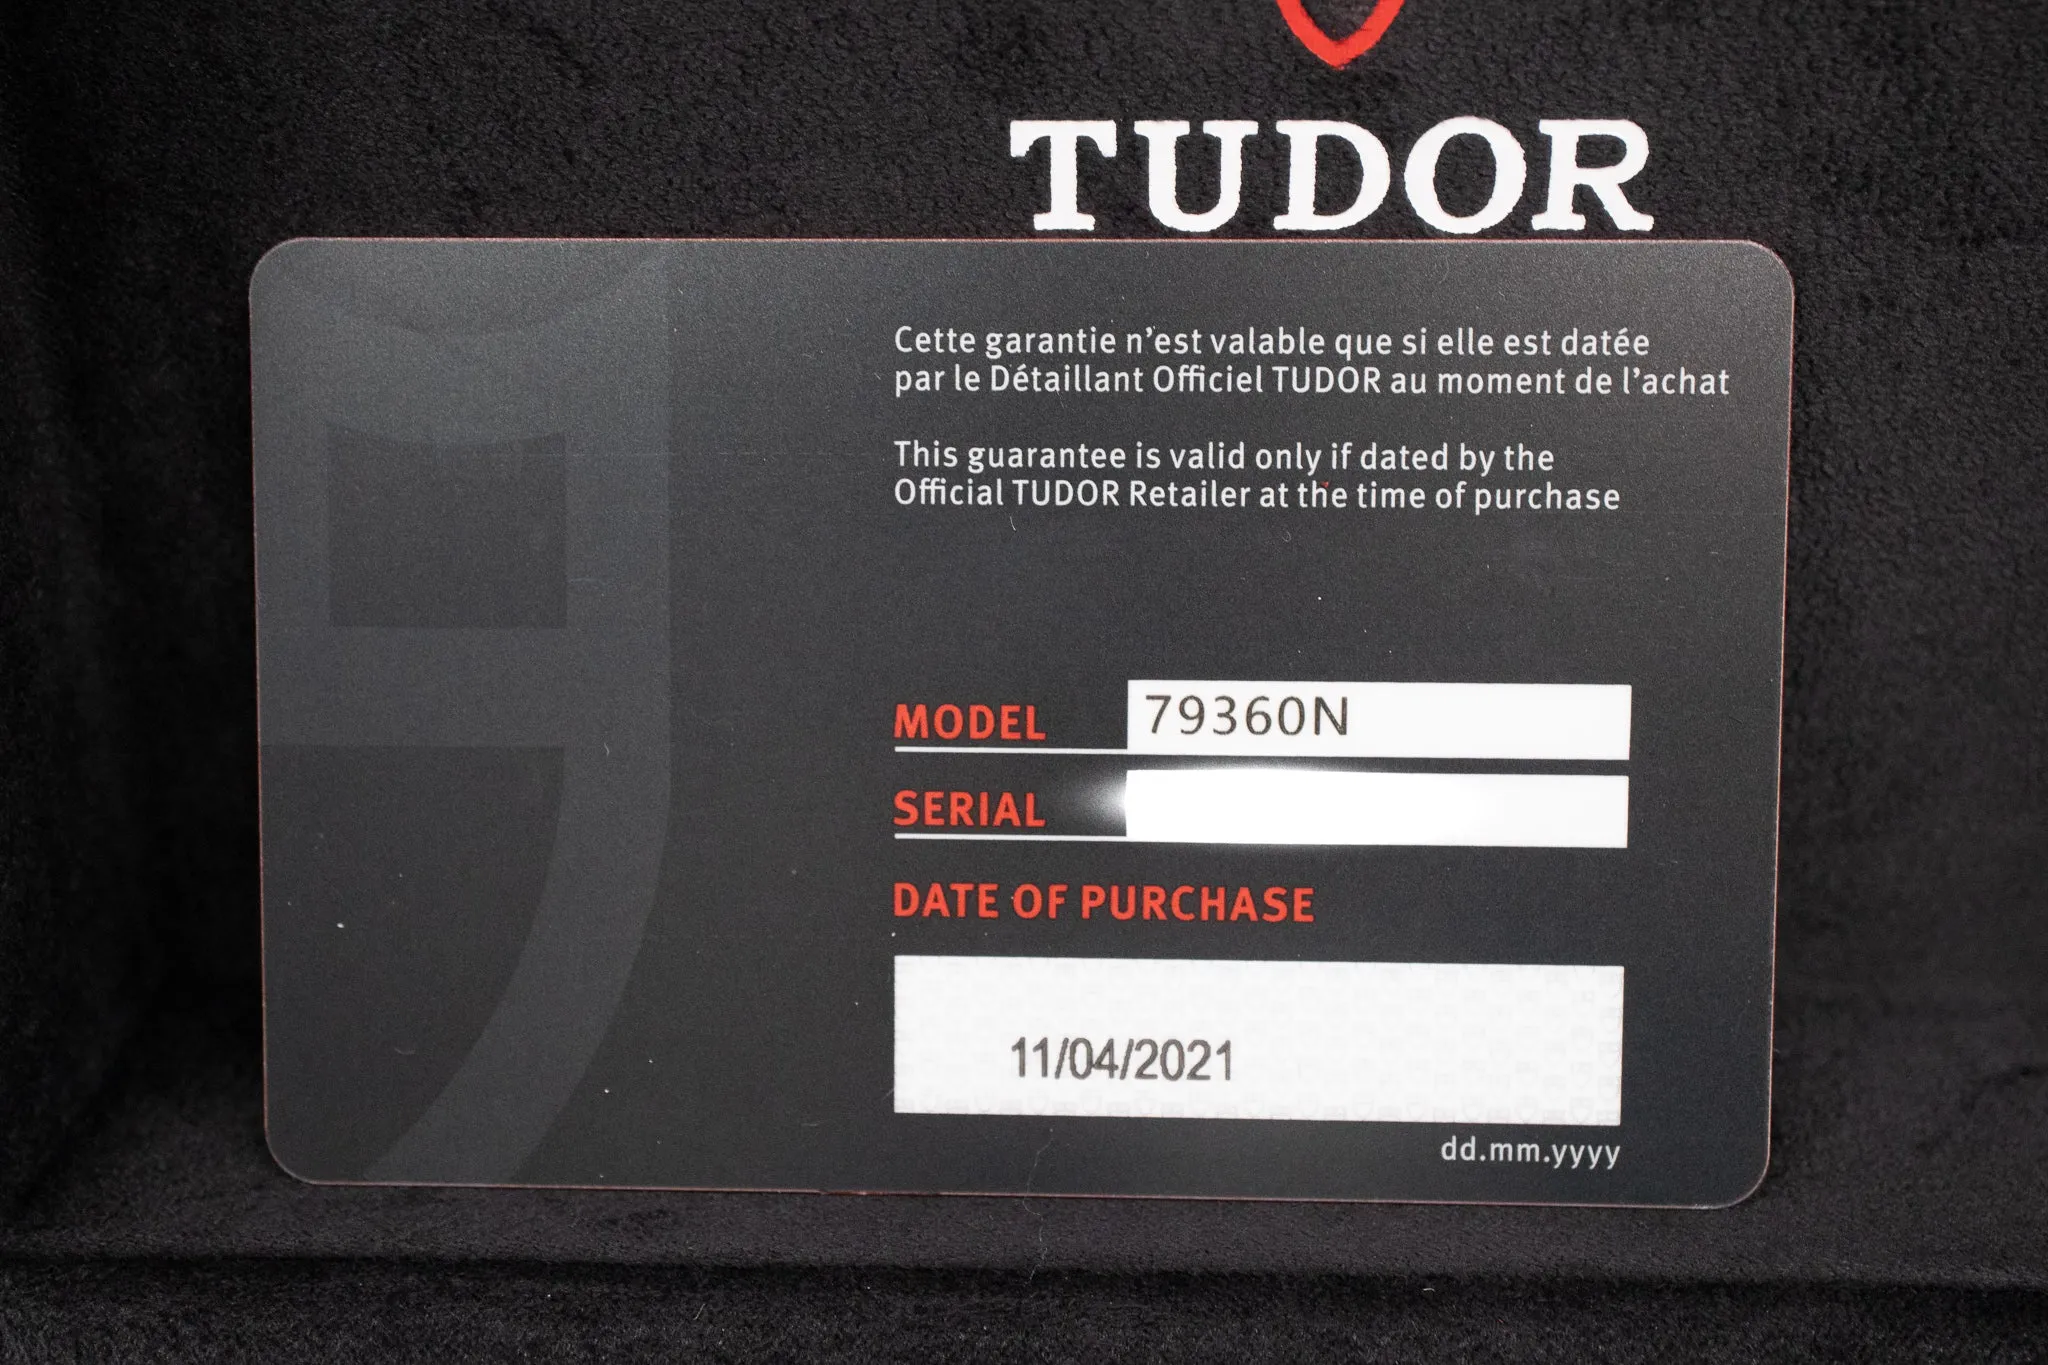 TUDOR
Cette garantie n’est valable que si elle est datée
par le Détaillant Officiel TUDOR au moment de l’achat
This guarantee is valid only if dated by the
Official TUDOR Retailer at the time of purchase
MODEL 79360N
SERIAL
DATE OF PURCHASE
11/04/2021
dd.mm.yyyy